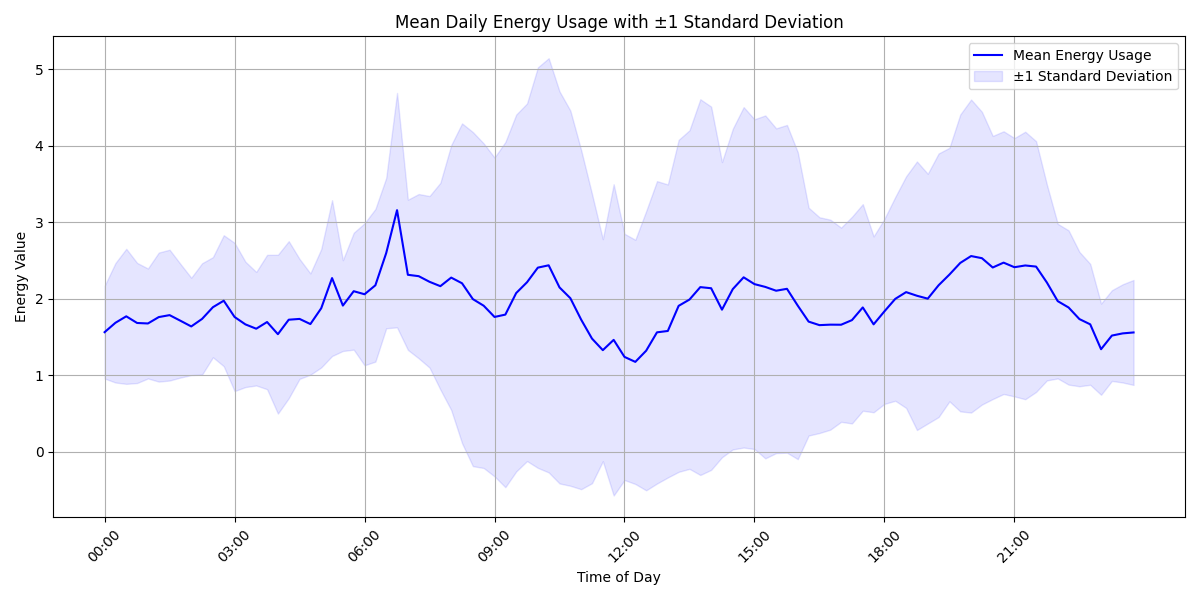 Mean Daily Energy Usage with ±1 Standard Deviation
Mean Energy Usage
±1 Standard Deviation
Energy Value
5
4
3
2
1
0
00:00
03:00
06:00
09:00
12:00
15:00
18:00
21:00
Time of Day